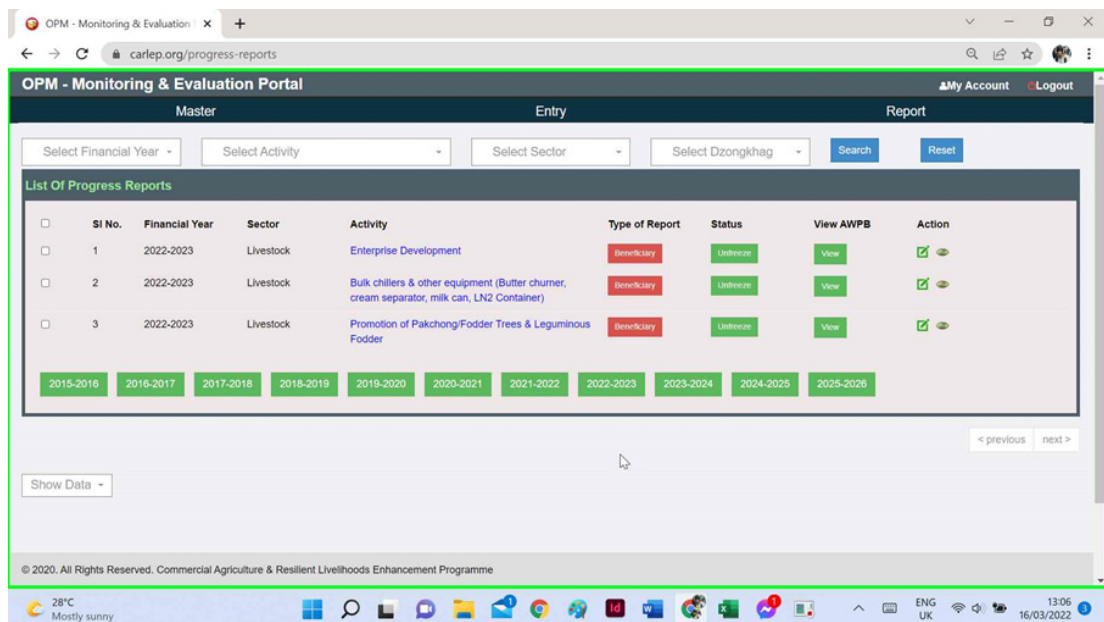 OPM - Monitoring & Evaluation
carlep.org/progress-reports
OPM - Monitoring & Evaluation Portal
My Account Logout
Master Entry Report
Select Financial Year Select Activity Select Sector Select Dzongkhag Search Reset
List Of Progress Reports
Sl No. Financial Year Sector Activity Type of Report Status View AWPB Action
1 2022-2023 Livestock Enterprise Development Beneficiary Unfreeze View
2 2022-2023 Livestock Bulk chillers & other equipment (Butter churner, Beneficiary Unfreeze View
cream separator, milk can, LN2 Container)
3 2022-2023 Livestock Promotion of Pakchong/Fodder Trees & Leguminous Beneficiary Unfreeze View
Fodder
2015-2016 2016-2017 2017-2018 2018-2019 2019-2020 2020-2021 2021-2022 2022-2023 2023-2024 2024-2025 2025-2026
< previous next >
Show Data
© 2020. All Rights Reserved. Commercial Agriculture & Resilient Livelihoods Enhancement Programme
28°C
Mostly sunny
Id
ENG
UK
13:06
16/03/2022
3